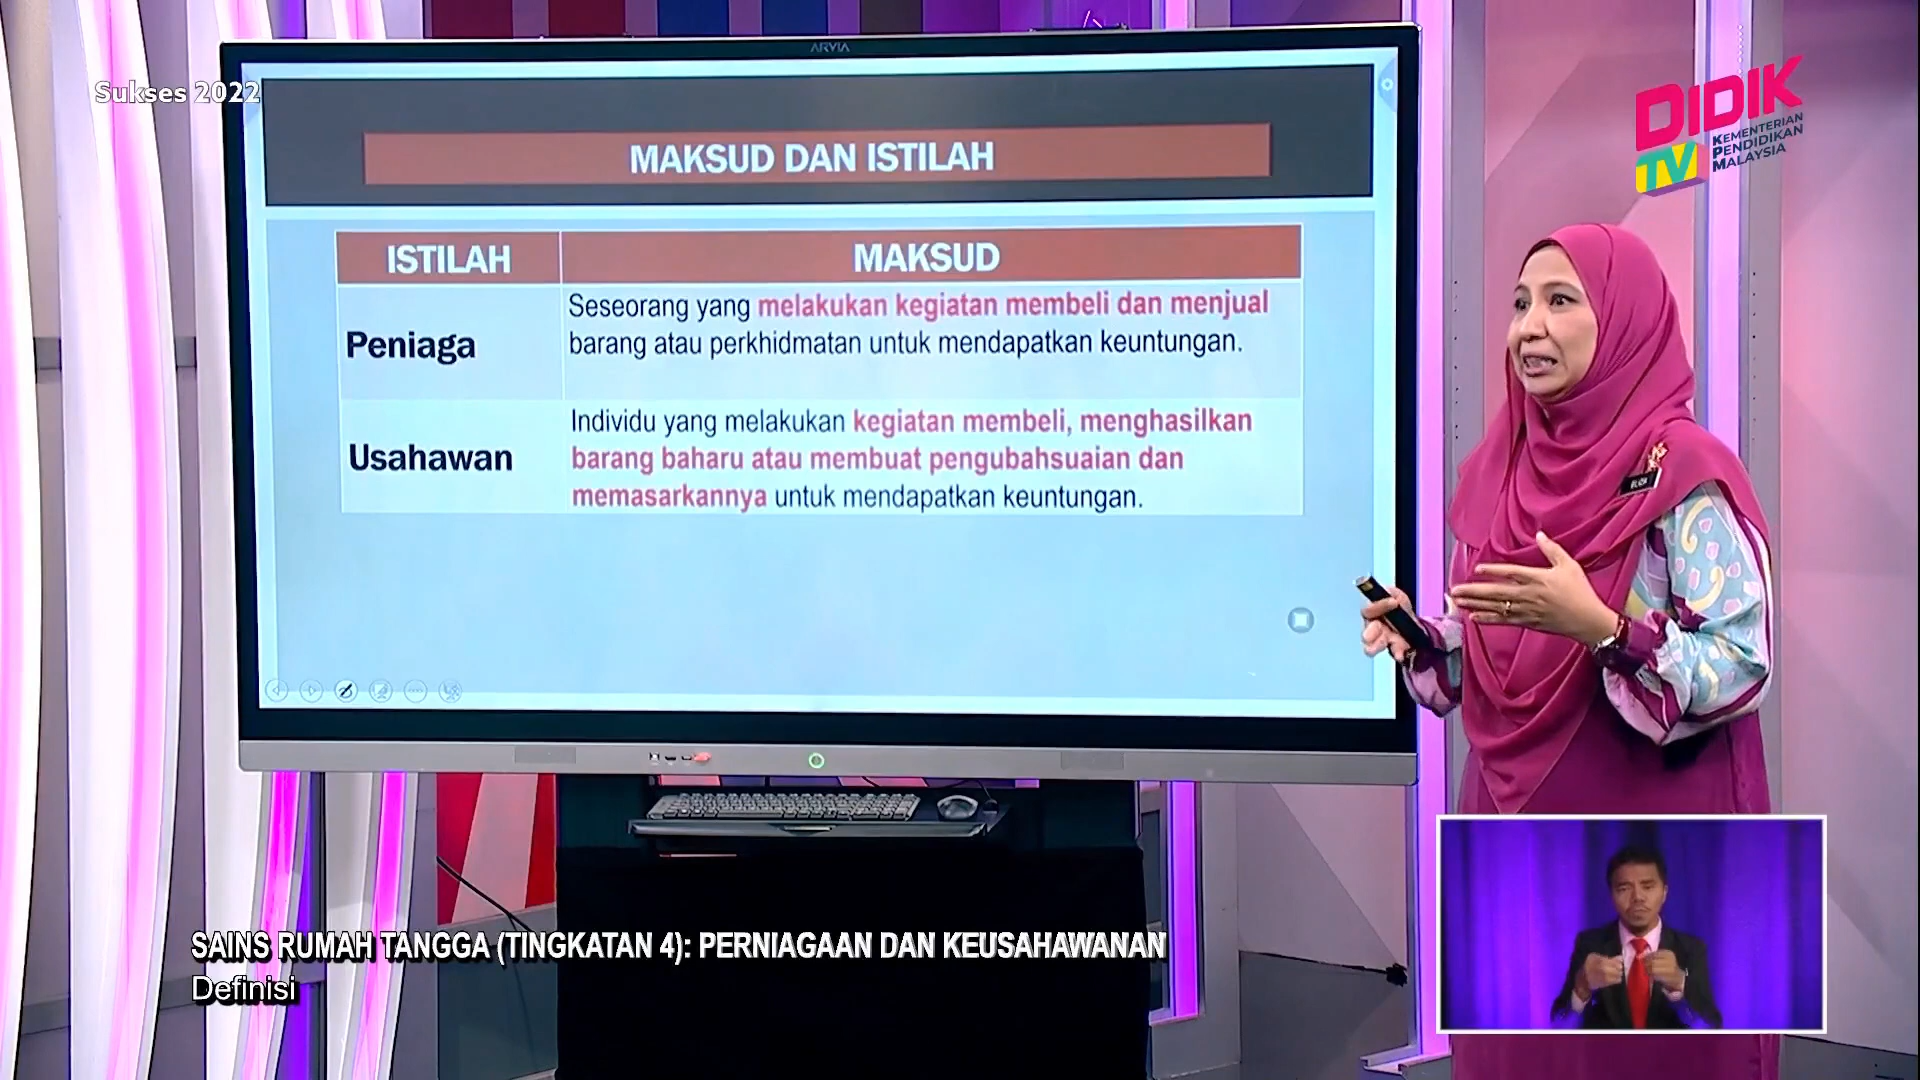 ARVIA
Sukses 2022
DIDIK
TV
KEMENTERIAN
PENDIDIKAN
MALAYSIA
MAKSUD DAN ISTILAH
ISTILAH
MAKSUD
Peniaga
Seseorang yang melakukan kegiatan membeli dan menjual
barang atau perkhidmatan untuk mendapatkan keuntungan.
Usahawan
Individu yang melakukan kegiatan membeli, menghasilkan
barang baharu atau membuat pengubahsuaian dan
memasarkannya untuk mendapatkan keuntungan.
SAINS RUMAH TANGGA (TINGKATAN 4): PERNIAGAAN DAN KEUSAHAWANAN
Definisi